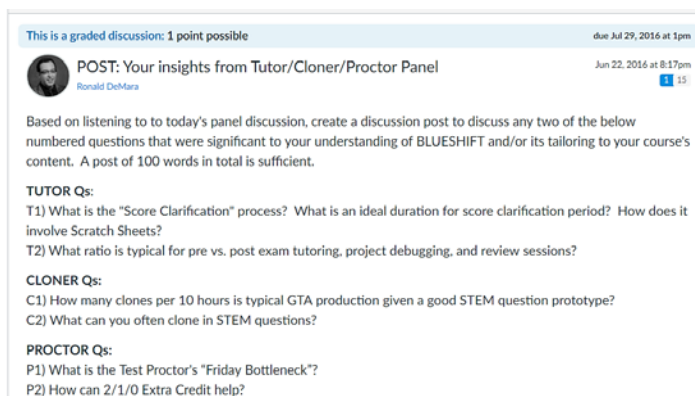 This is a graded discussion: 1 point possible
due Jul 29, 2016 at 1pm
POST: Your insights from Tutor/Cloner/Proctor Panel
Jun 22, 2016 at 8:17pm
Ronald DeMara
1 15
Based on listening to to today's panel discussion, create a discussion post to discuss any two of the below
numbered questions that were significant to your understanding of BLUESHIFT and/or its tailoring to your course's
content. A post of 100 words in total is sufficient.
TUTOR Qs:
T1) What is the "Score Clarification" process? What is an ideal duration for score clarification period? How does it
involve Scratch Sheets?
T2) What ratio is typical for pre vs. post exam tutoring, project debugging, and review sessions?
CLONER Qs:
C1) How many clones per 10 hours is typical GTA production given a good STEM question prototype?
C2) What can you often clone in STEM questions?
PROCTOR Qs:
P1) What is the Test Proctor's "Friday Bottleneck"?
P2) How can 2/1/0 Extra Credit help?